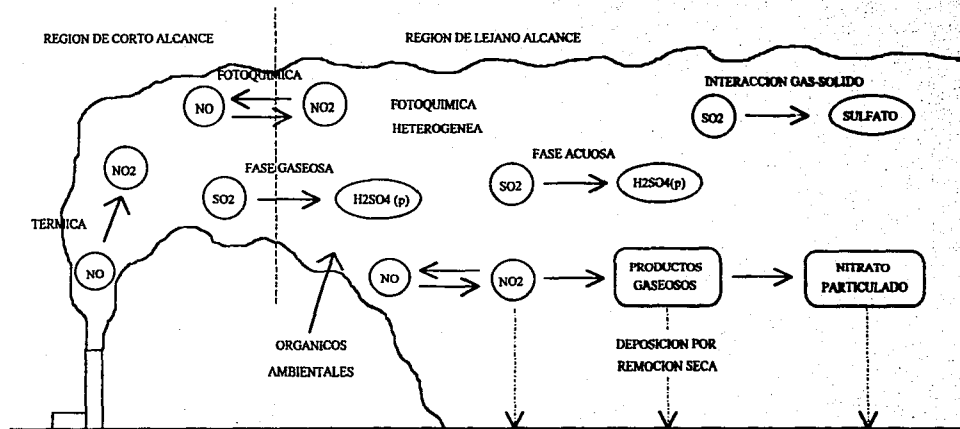 REGION DE CORTO ALCANCE
REGION DE LEJANO ALCANCE
FOTOQUIMICA
NO
NO2
FOTOQUIMICA
HETEROGENEA
INTERACCION GAS-SOLIDO
SO2
SULFATO
NO2
FASE GASEOSA
SO2
H2SO4 (p)
FASE ACUOSA
SO2
H2SO4(p)
TERMICA
NO
NO
NO2
PRODUCTOS
GASEOSOS
NITRATO
PARTICULADO
ORGANICOS
AMBIENTALES
DEPOSICION POR
REMOCION SECA